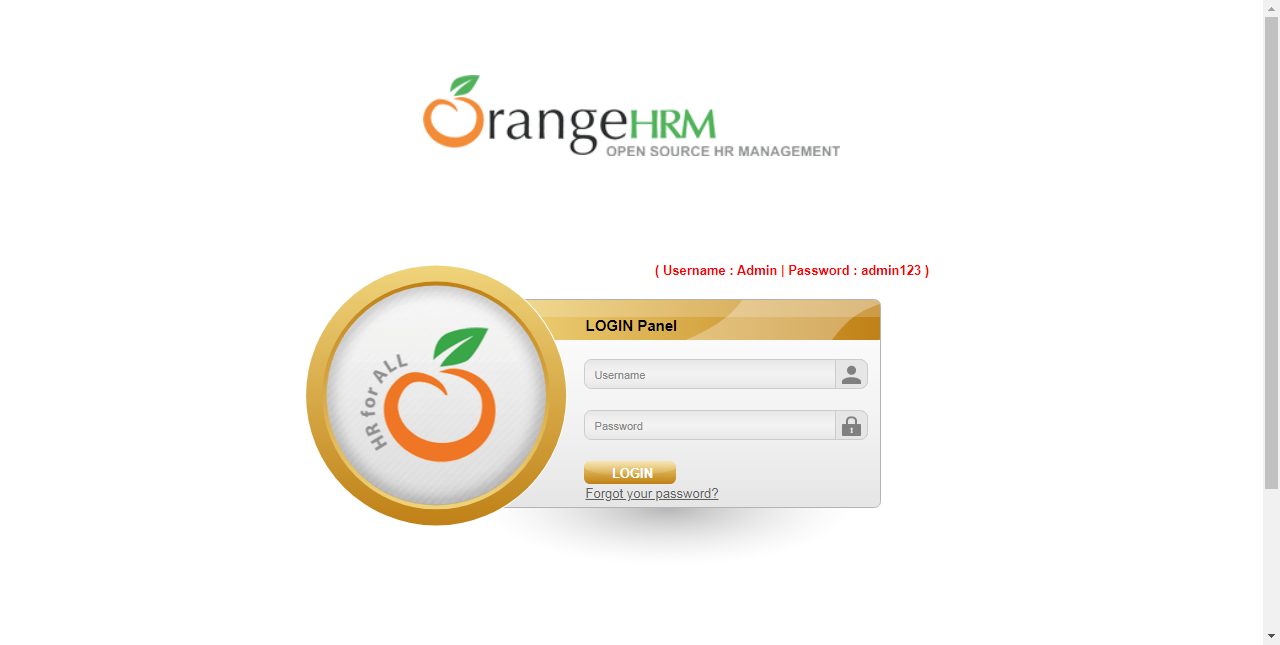 OrangeHRM
OPEN SOURCE HR MANAGEMENT
( Username : Admin | Password : admin123 )
LOGIN Panel
HR for ALL
Username
Password
LOGIN
Forgot your password?